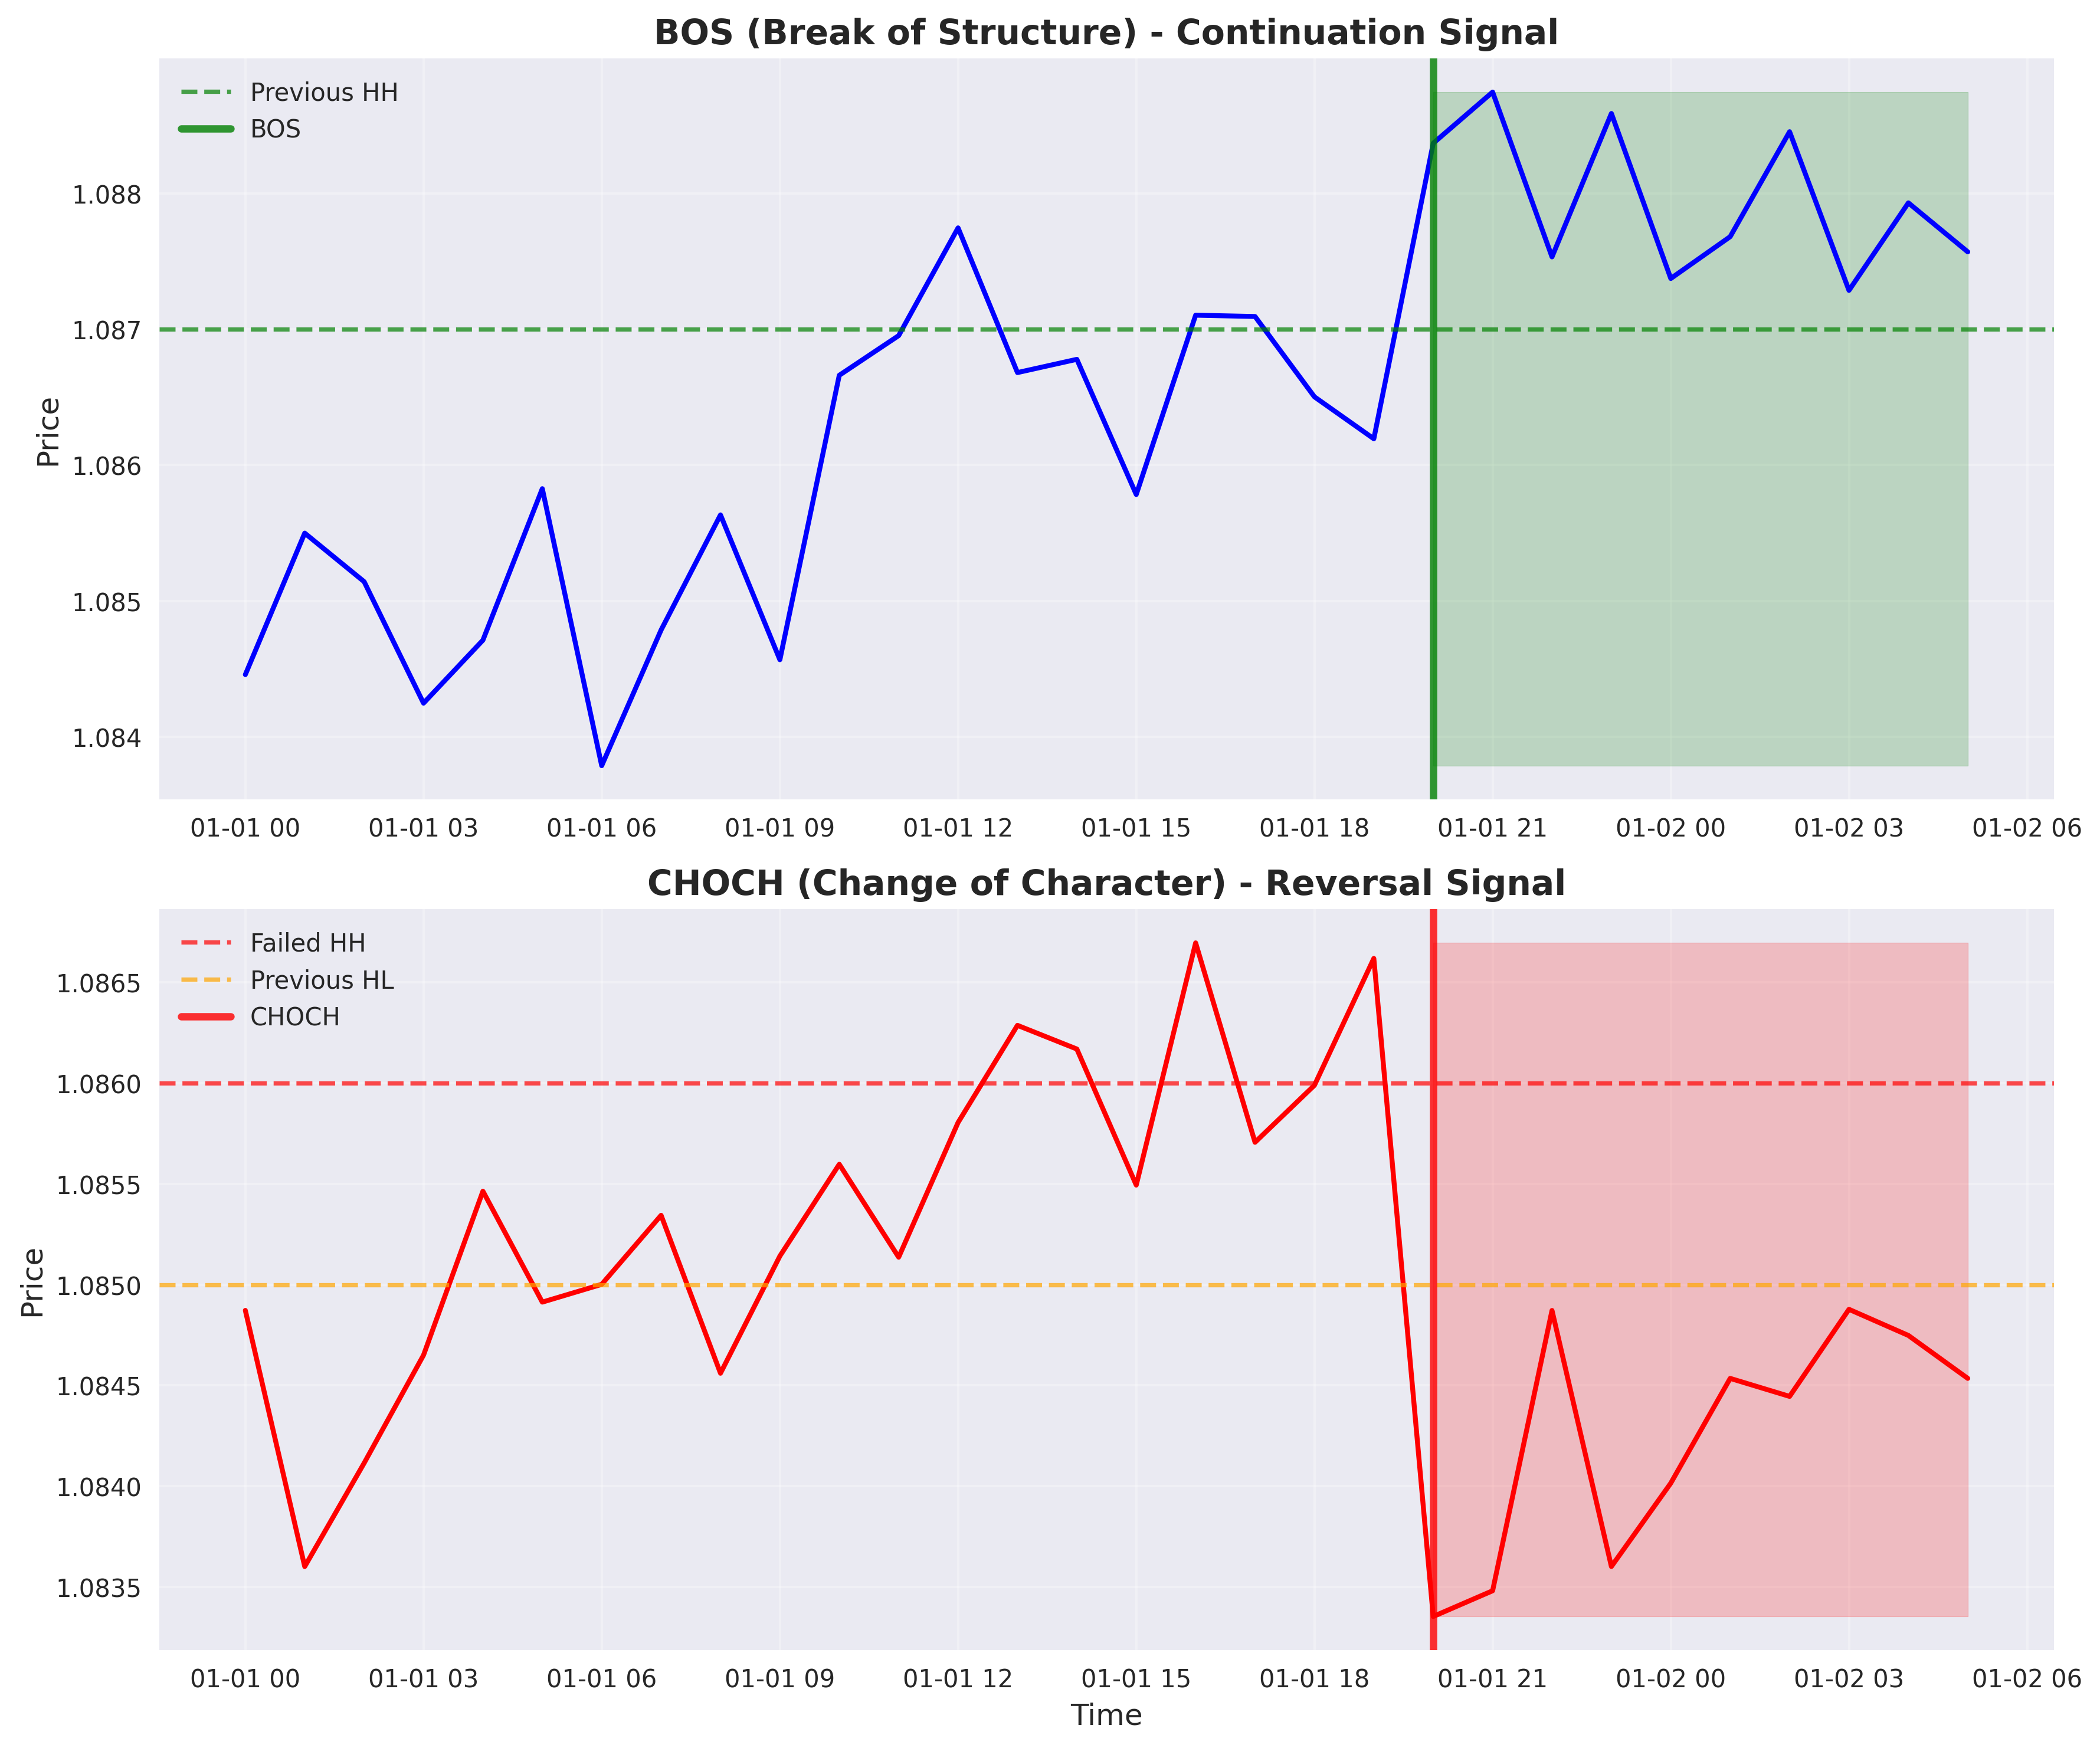 BOS (Break of Structure) - Continuation Signal
Previous HH
BOS
1.088
1.087
1.086
1.085
1.084
Price
01-01 00 01-01 03 01-01 06 01-01 09 01-01 12 01-01 15 01-01 18 01-01 21 01-02 00 01-02 03 01-02 06
CHOCH (Change of Character) - Reversal Signal
Failed HH
Previous HL
CHOCH
1.0865
1.0860
1.0855
1.0850
1.0845
1.0840
1.0835
Price
01-01 00 01-01 03 01-01 06 01-01 09 01-01 12 01-01 15 01-01 18 01-01 21 01-02 00 01-02 03 01-02 06
Time